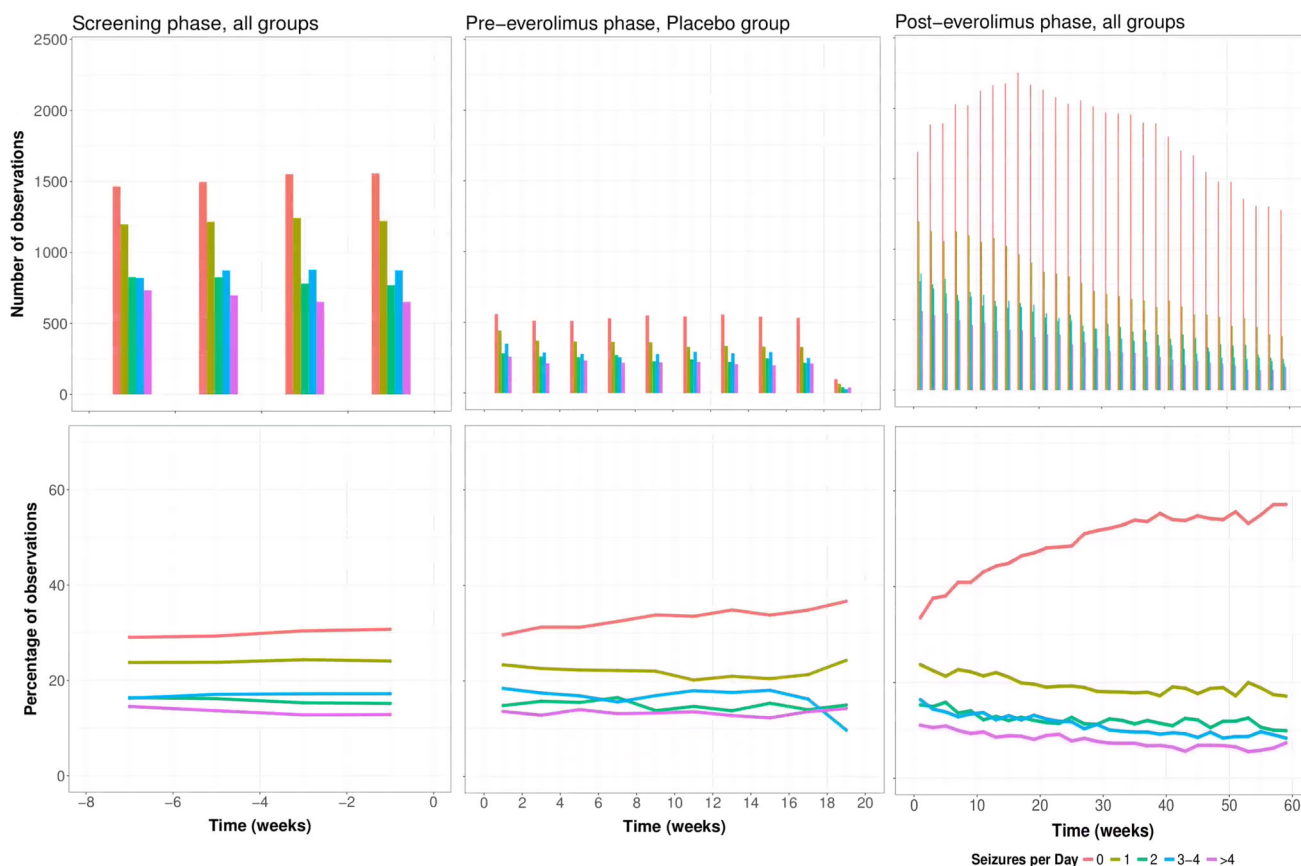 Screening phase, all groups
Pre−everolimus phase, Placebo group
Post−everolimus phase, all groups
Number of observations
2500
2000
1500
1000
500
0
Percentage of observations
60
40
20
0
−8 −6 −4 −2 0
0 2 4 6 8 10 12 14 16 18 20
0 10 20 30 40 50 60
Time (weeks) Time (weeks) Time (weeks)
Seizures per Day 0 1 2 3−4 >4